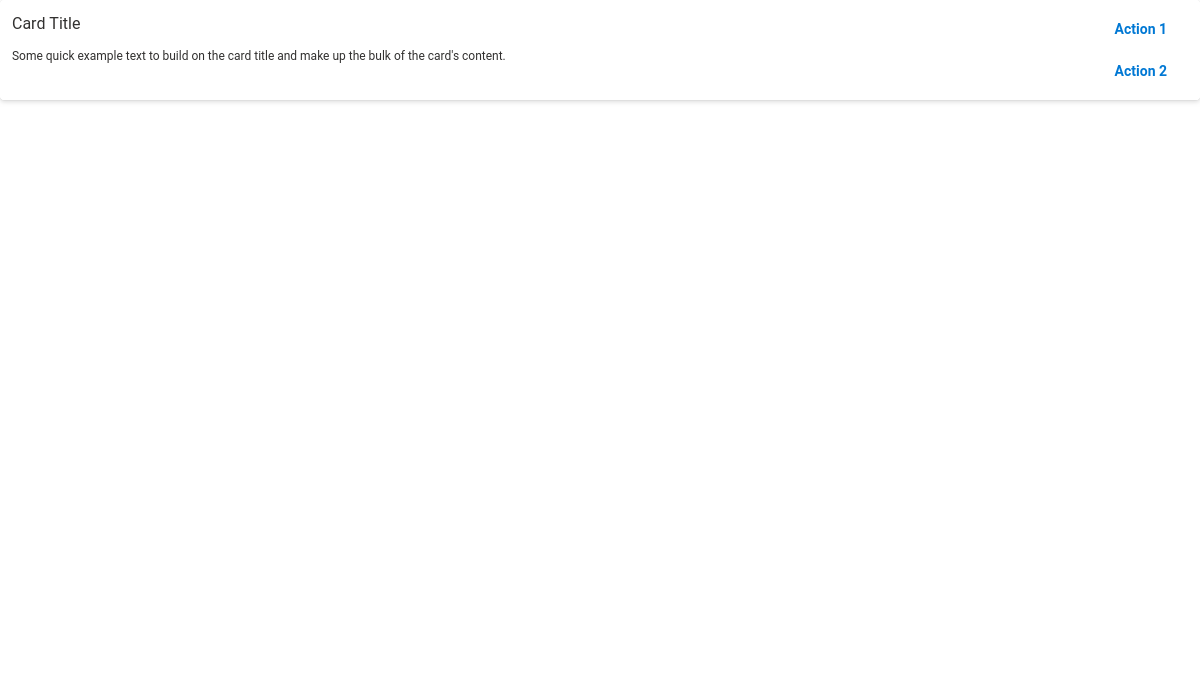 Card Title
Some quick example text to build on the card title and make up the bulk of the card's content.
Action 1
Action 2